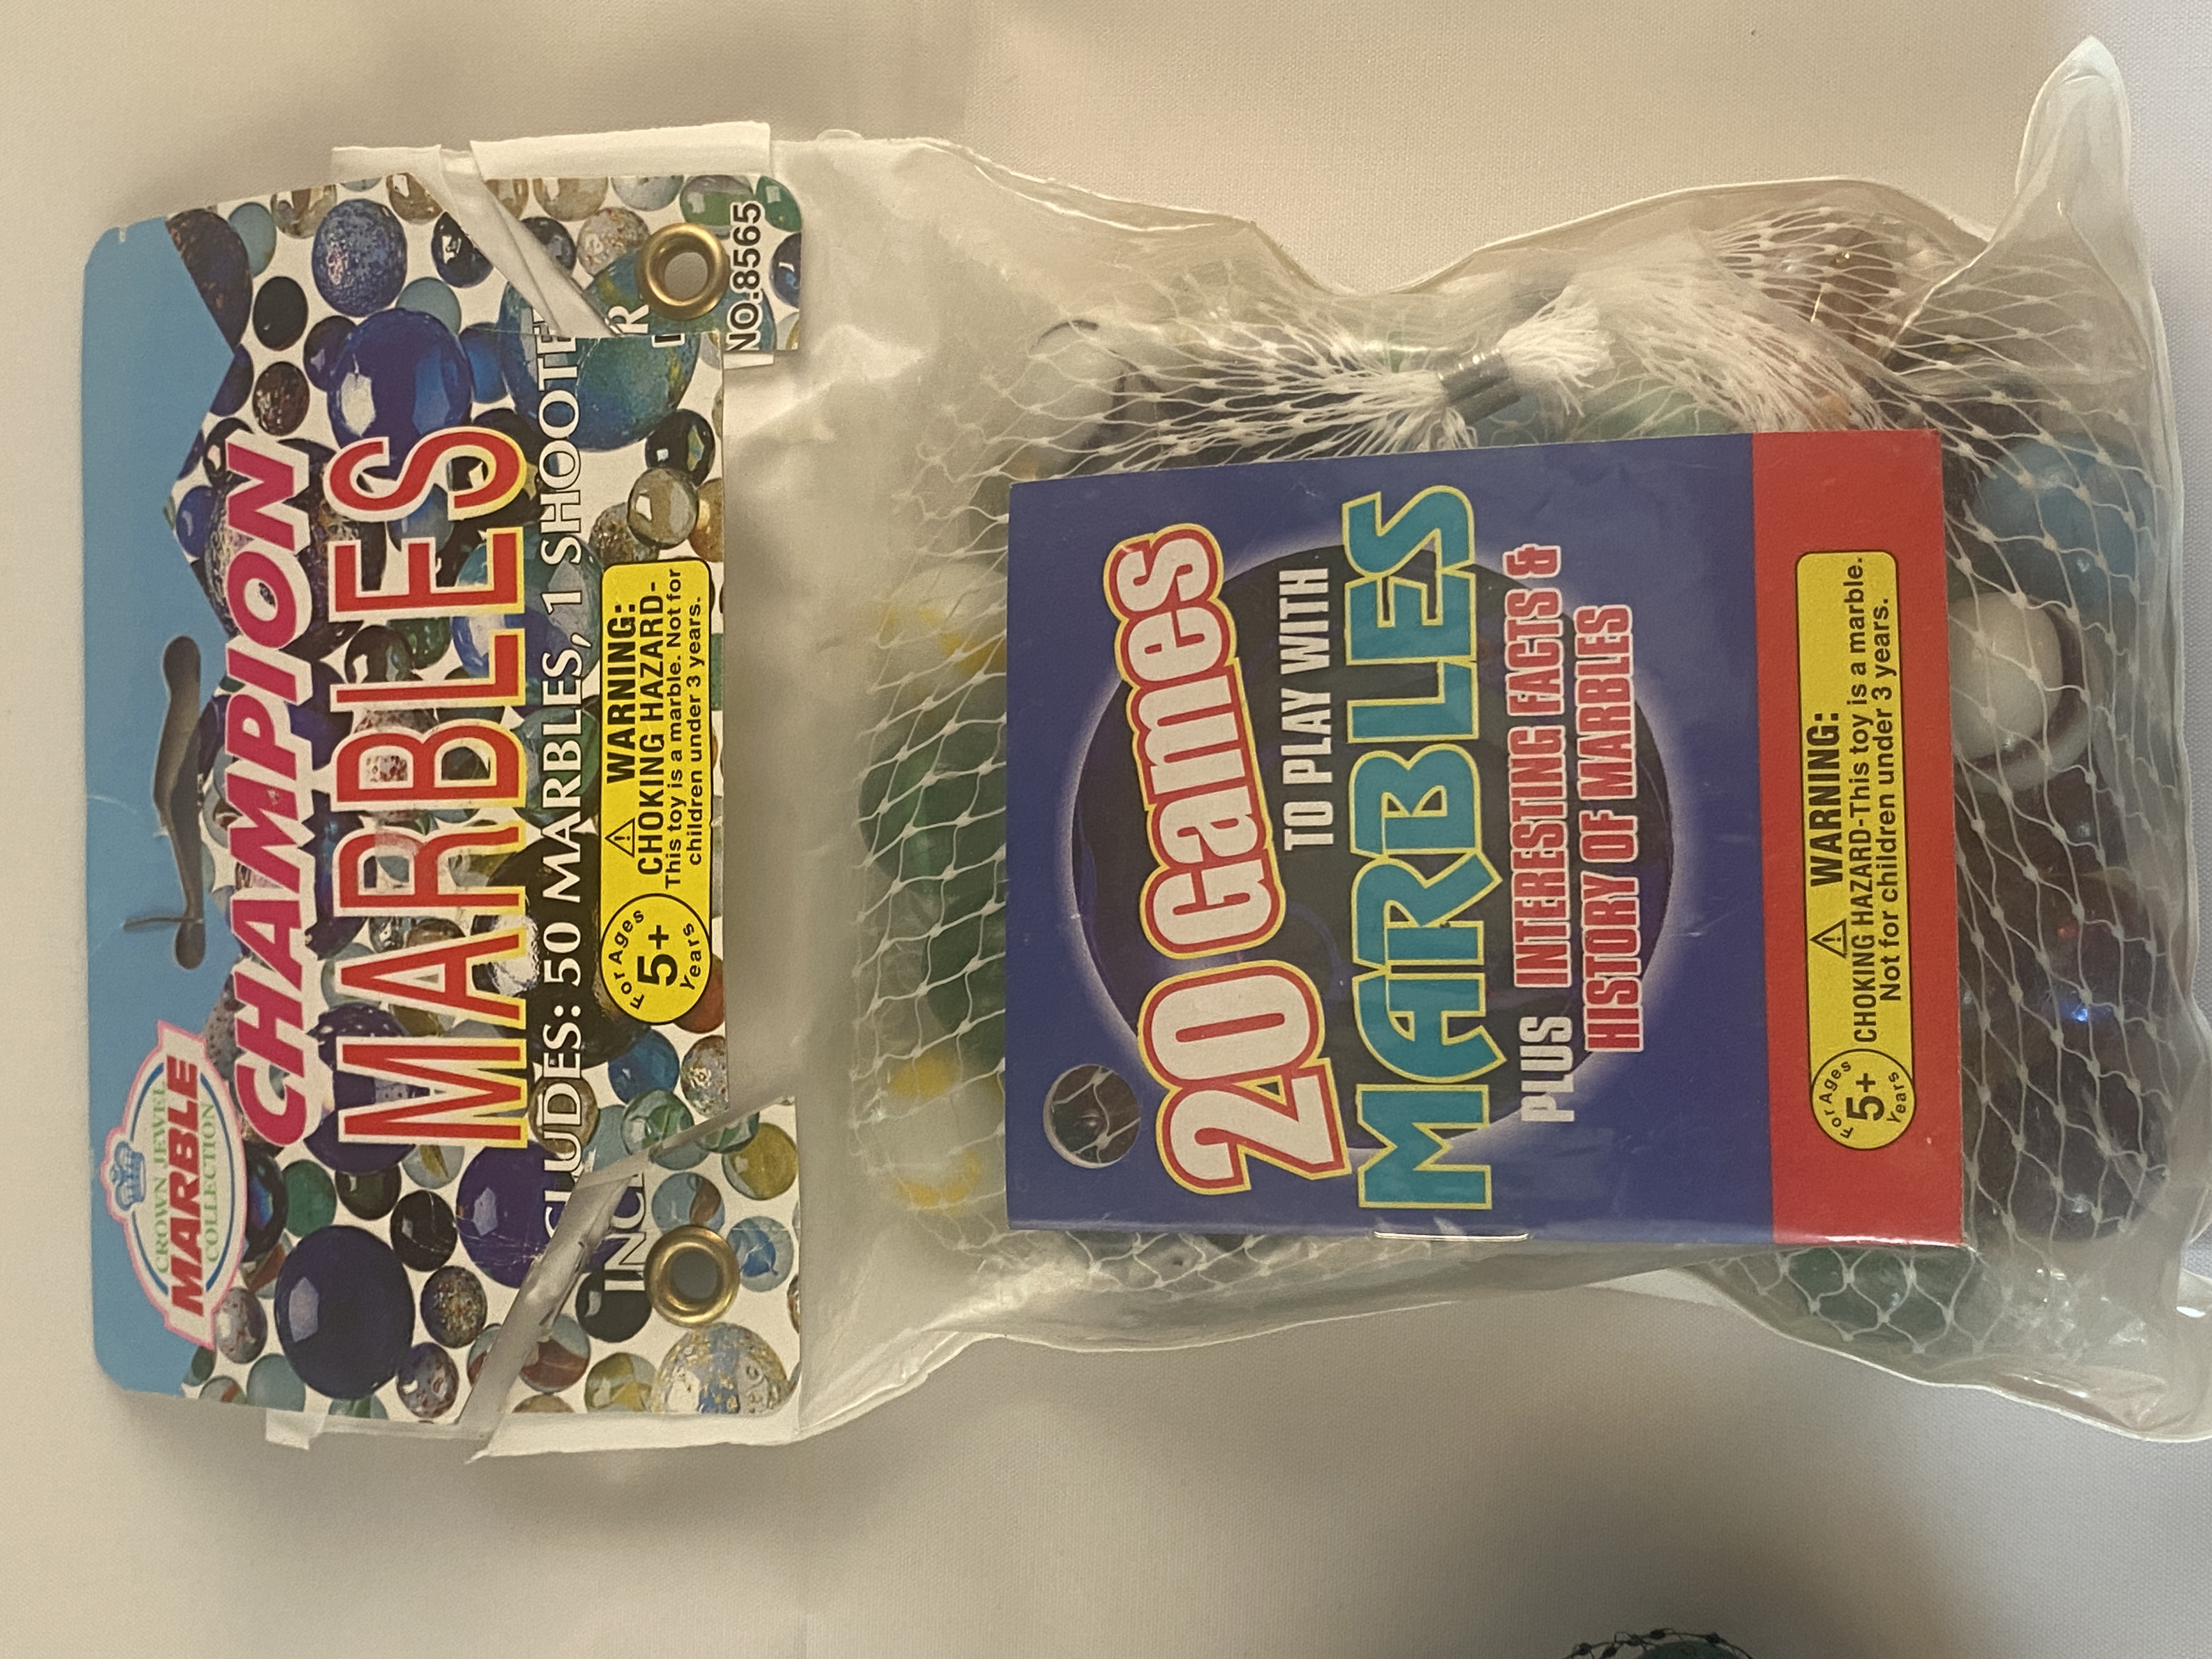 CROWN JEWEL
MARBLE
COLLECTION
CHAMPION
MARBLES
INCLUDES: 50 MARBLES, 1 SHOOTER
WARNING:
CHOKING HAZARD-
This toy is a marble. Not for
children under 3 years.
For Ages
5+
Years
NO.8565
20 Games
TO PLAY WITH
MARBLES
PLUS INTERESTING FACTS &
HISTORY OF MARBLES
For Ages
5+
Years
WARNING:
CHOKING HAZARD-This toy is a marble.
Not for children under 3 years.